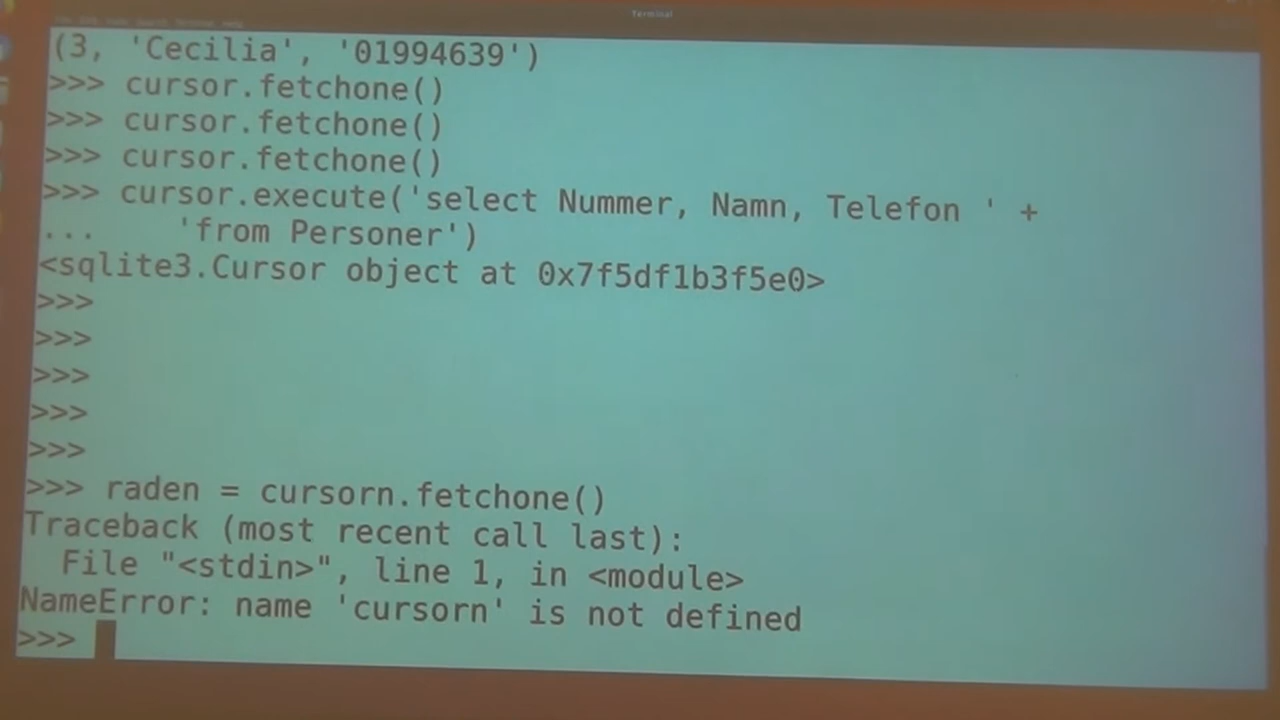 Terminal
(3, 'Cecilia', '01994639')
>>> cursor.fetchone()
>>> cursor.fetchone()
>>> cursor.fetchone()
>>> cursor.execute('select Nummer, Namn, Telefon ' +
...     'from Personer')
<sqlite3.Cursor object at 0x7f5df1b3f5e0>
>>>
>>>
>>>
>>>
>>>
>>> raden = cursorn.fetchone()
Traceback (most recent call last):
  File "<stdin>", line 1, in <module>
NameError: name 'cursorn' is not defined
>>>